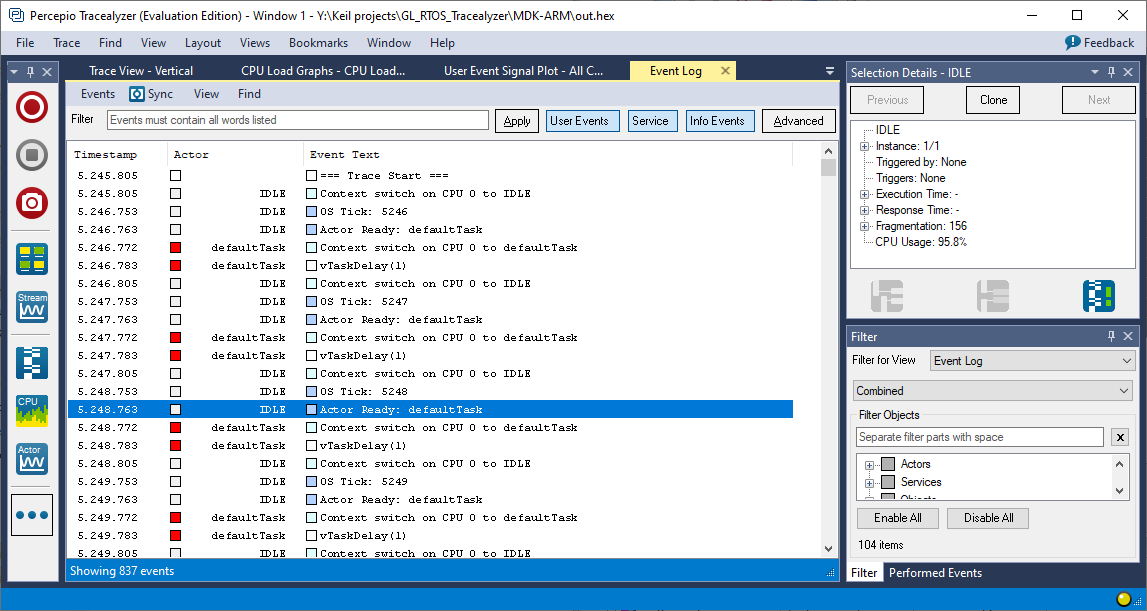 Percepio Tracealyzer (Evaluation Edition) - Window 1 - Y:\Keil projects\GL_RTOS_Tracealyzer\MDK-ARM\out.hex
File Trace Find View Layout Views Bookmarks Window Help Feedback
Trace View - Vertical CPU Load Graphs - CPU Load... User Event Signal Plot - All C... Event Log
Events Sync View Find
Filter Events must contain all words listed Apply User Events Service Info Events Advanced
Timestamp Actor Event Text
5.245.805 === Trace Start ===
5.245.805 IDLE Context switch on CPU 0 to IDLE
5.246.753 IDLE OS Tick: 5246
5.246.763 IDLE Actor Ready: defaultTask
5.246.772 defaultTask Context switch on CPU 0 to defaultTask
5.246.783 defaultTask vTaskDelay(1)
5.246.805 IDLE Context switch on CPU 0 to IDLE
5.247.753 IDLE OS Tick: 5247
5.247.763 IDLE Actor Ready: defaultTask
5.247.772 defaultTask Context switch on CPU 0 to defaultTask
5.247.783 defaultTask vTaskDelay(1)
5.247.805 IDLE Context switch on CPU 0 to IDLE
5.248.753 IDLE OS Tick: 5248
5.248.763 IDLE Actor Ready: defaultTask
5.248.772 defaultTask Context switch on CPU 0 to defaultTask
5.248.783 defaultTask vTaskDelay(1)
5.248.805 IDLE Context switch on CPU 0 to IDLE
5.249.753 IDLE OS Tick: 5249
5.249.763 IDLE Actor Ready: defaultTask
5.249.772 defaultTask Context switch on CPU 0 to defaultTask
5.249.783 defaultTask vTaskDelay(1)
5.249.805 IDLE Context switch on CPU 0 to IDLE
Showing 837 events
Stream
CPU
Actor
Selection Details - IDLE
Previous Clone Next
IDLE
Instance: 1/1
Triggered by: None
Triggers: None
Execution Time: -
Response Time: -
Fragmentation: 156
CPU Usage: 95.8%
Filter
Filter for View Event Log
Combined
Filter Objects
Separate filter parts with space x
Actors
Services
Objects
Enable All Disable All
104 items
Filter Performed Events